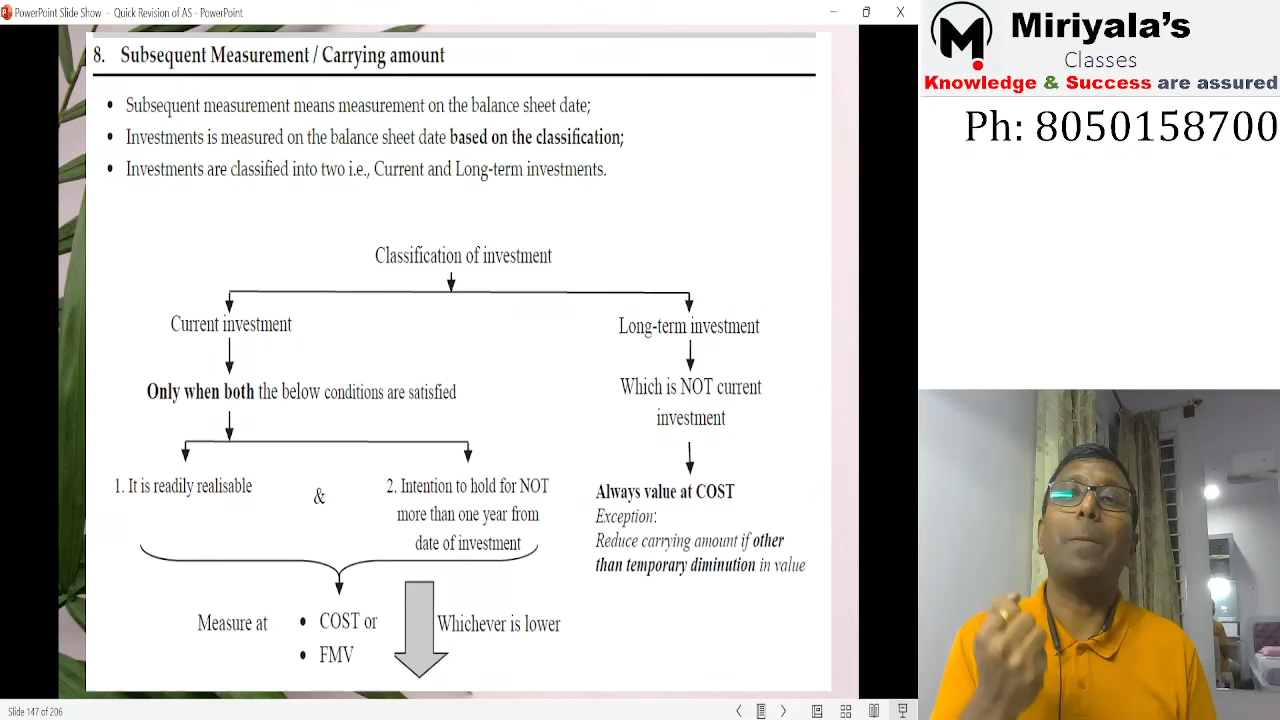 PowerPoint Slide Show - Quick Revision of AS - PowerPoint
8. Subsequent Measurement / Carrying amount
• Subsequent measurement means measurement on the balance sheet date;
• Investments is measured on the balance sheet date based on the classification;
• Investments are classified into two i.e., Current and Long-term investments.
Classification of investment
Current investment
Long-term investment
Only when both the below conditions are satisfied
Which is NOT current
investment
1. It is readily realisable
&
2. Intention to hold for NOT
more than one year from
date of investment
Always value at COST
Exception:
Reduce carrying amount if other
than temporary diminution in value
Measure at
• COST or
• FMV
Whichever is lower
Slide 147 of 206
M
Miriyala's
Classes
Knowledge & Success are assured
Ph: 8050158700